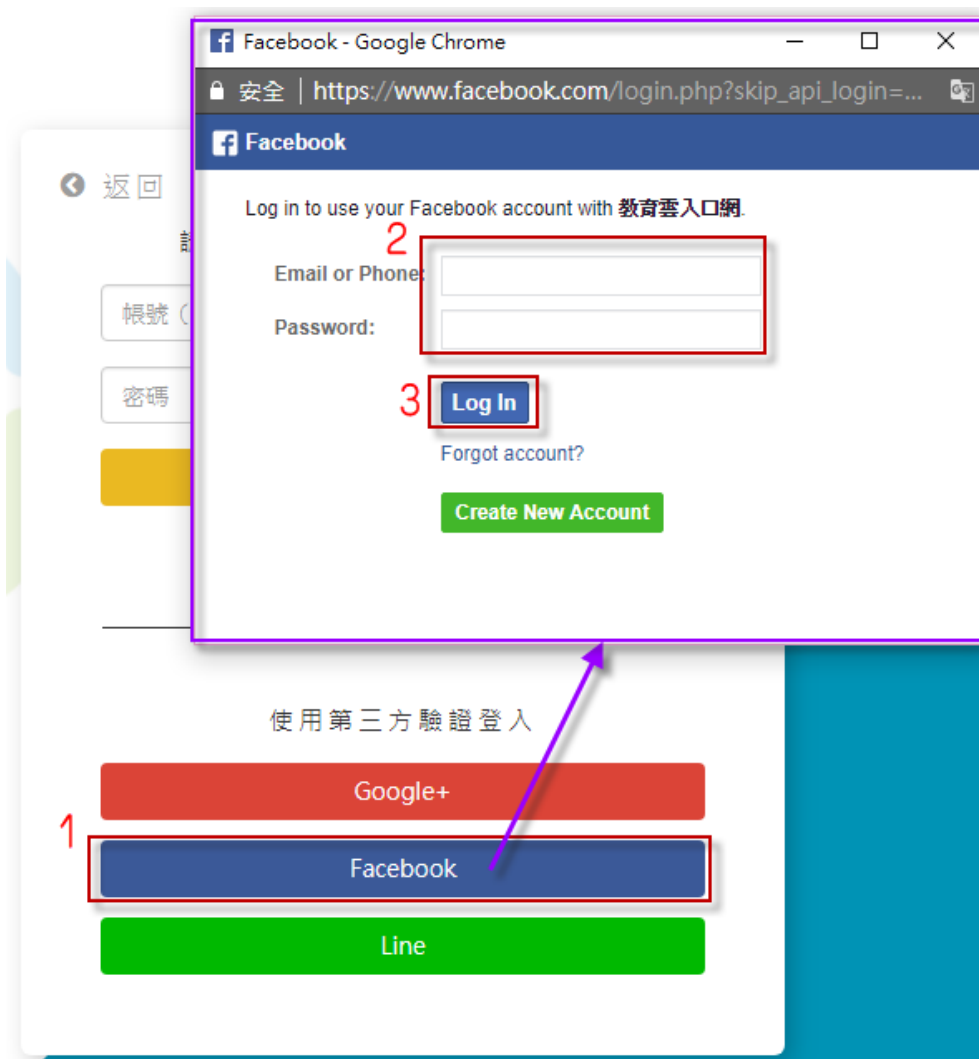 Facebook - Google Chrome
安全 | https://www.facebook.com/login.php?skip_api_login=...
Facebook
Log in to use your Facebook account with 教育雲入口網.
2
Email or Phone:
Password:
3
Log In
Forgot account?
Create New Account
返回
帳號（
密碼
使用第三方驗證登入
Google+
1
Facebook
Line